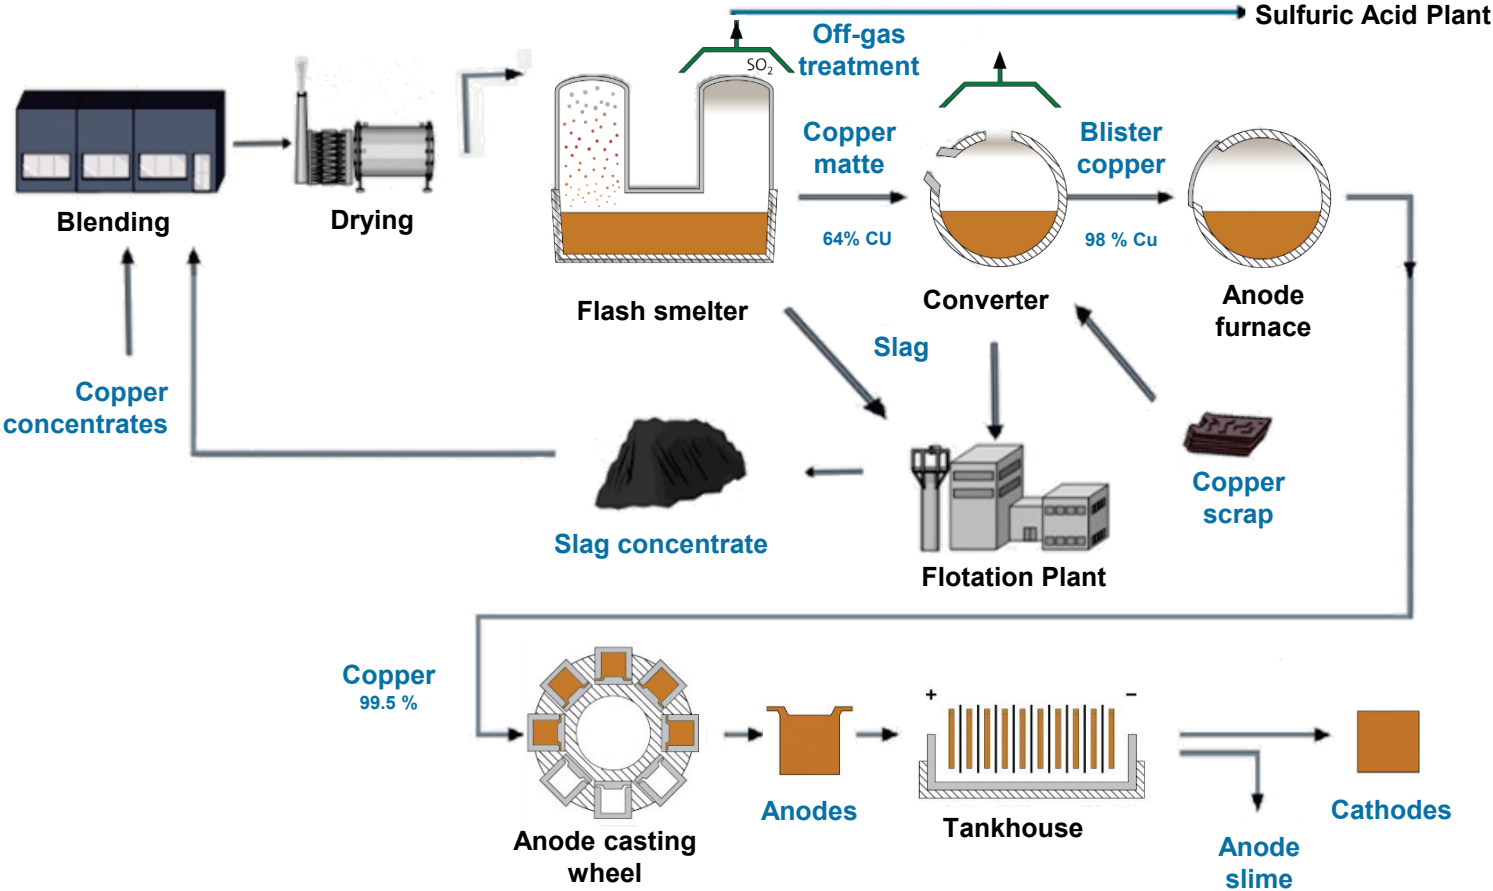 Sulfuric Acid Plant
Off-gas
treatment
SO2
Copper
matte
64% CU
Blister
copper
98 % Cu
Blending
Drying
Flash smelter
Converter
Anode
furnace
Slag
Copper
concentrates
Copper
scrap
Slag concentrate
Flotation Plant
Copper
99.5 %
+
−
Anode casting
wheel
Anodes
Tankhouse
Cathodes
Anode
slime